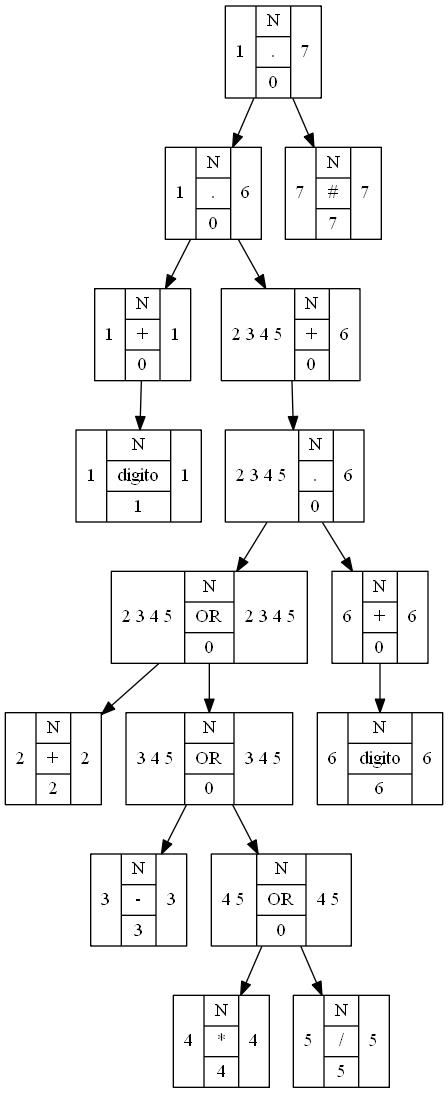 N
1 . 7
0
N
1 . 6
0
N
7 # 7
7
N
1 + 1
0
N
2 3 4 5 + 6
0
N
1 digito 1
1
N
2 3 4 5 . 6
0
N
2 3 4 5 OR 2 3 4 5
0
N
6 + 6
0
N
2 + 2
2
N
3 4 5 OR 3 4 5
0
N
6 digito 6
6
N
3 - 3
3
N
4 5 OR 4 5
0
N
4 * 4
4
N
5 / 5
5